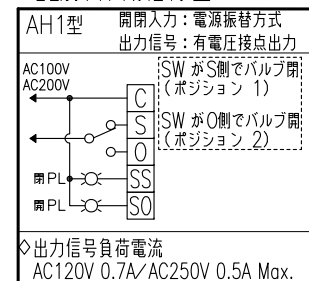 AH1型
開閉入力：電源振替方式
出力信号：有電圧接点出力
AC100V
AC200V
C
S
O
SS
SO
SWがS側でバルブ閉
（ポジション 1）
SWがO側でバルブ開
（ポジション 2）
閉PL
開PL
◇出力信号負荷電流
AC120V 0.7A/AC250V 0.5A Max.